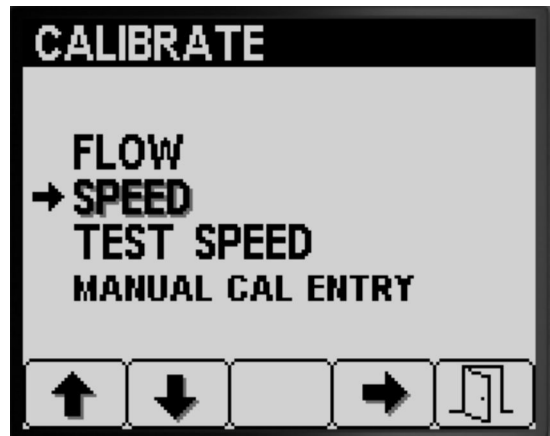 CALIBRATE
FLOW
SPEED
TEST SPEED
MANUAL CAL ENTRY